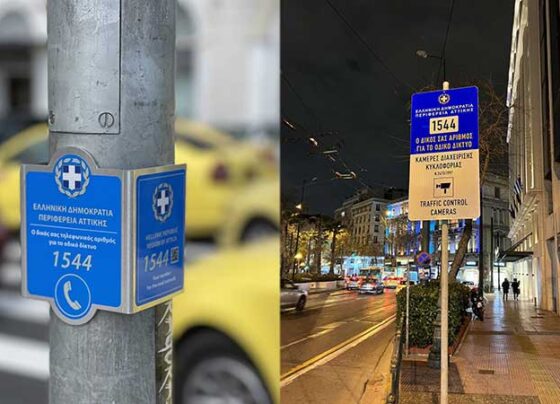 ΕΛΛΗΝΙΚΗ ΔΗΜΟΚΡΑΤΙΑ
ΠΕΡΙΦΕΡΕΙΑ ΑΤΤΙΚΗΣ
Ο δικός σας τηλεφωνικός αριθμός
για το οδικό δίκτυο
1544
HELLENIC REPUBLIC
REGION OF ATTICA
1544
ΕΛΛΗΝΙΚΗ ΔΗΜΟΚΡΑΤΙΑ
ΠΕΡΙΦΕΡΕΙΑ ΑΤΤΙΚΗΣ
1544
Ο ΔΙΚΟΣ ΣΑΣ ΑΡΙΘΜΟΣ
ΓΙΑ ΤΟ ΟΔΙΚΟ ΔΙΚΤΥΟ
ΚΑΜΕΡΕΣ ΔΙΑΧΕΙΡΙΣΗΣ
ΚΥΚΛΟΦΟΡΙΑΣ
TRAFFIC CONTROL
CAMERAS